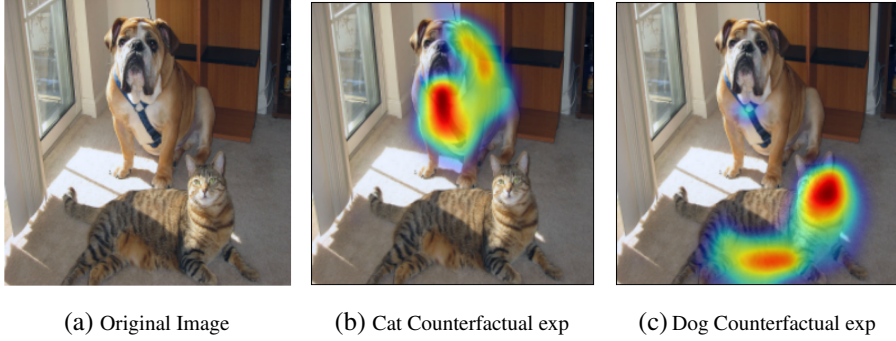 (a) Original Image
(b) Cat Counterfactual exp
(c) Dog Counterfactual exp